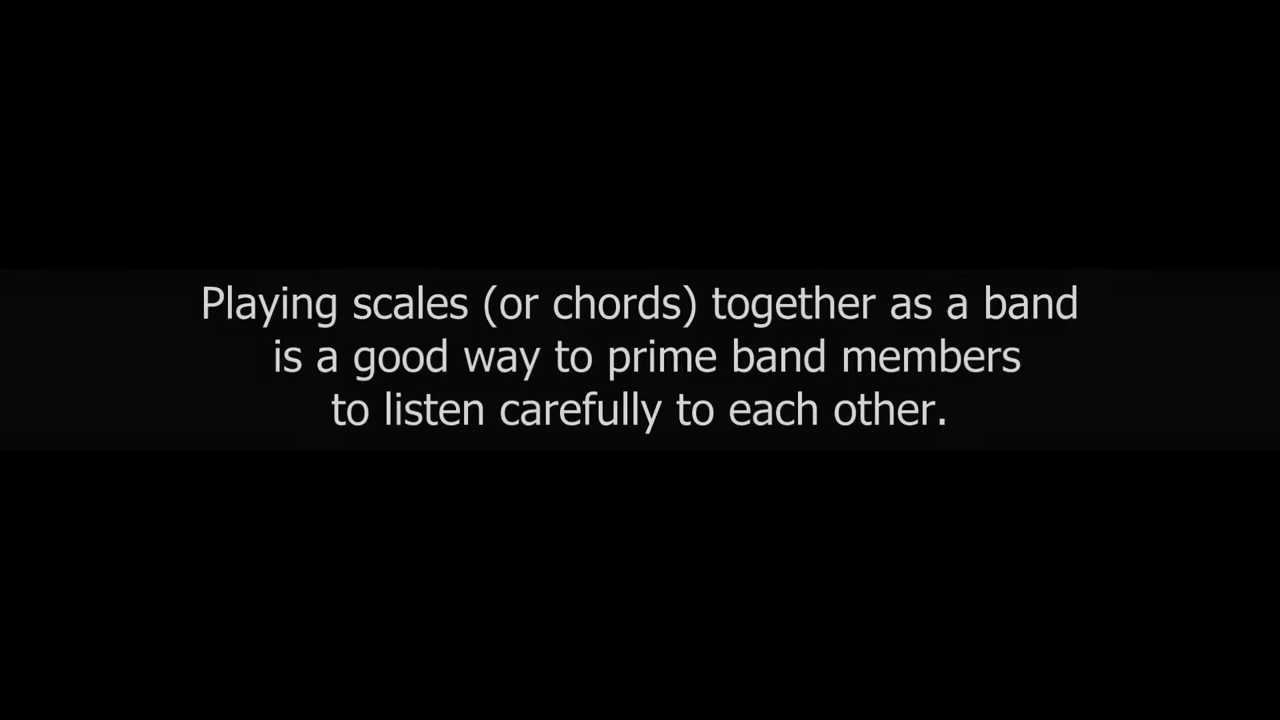 Playing scales (or chords) together as a band
is a good way to prime band members
to listen carefully to each other.